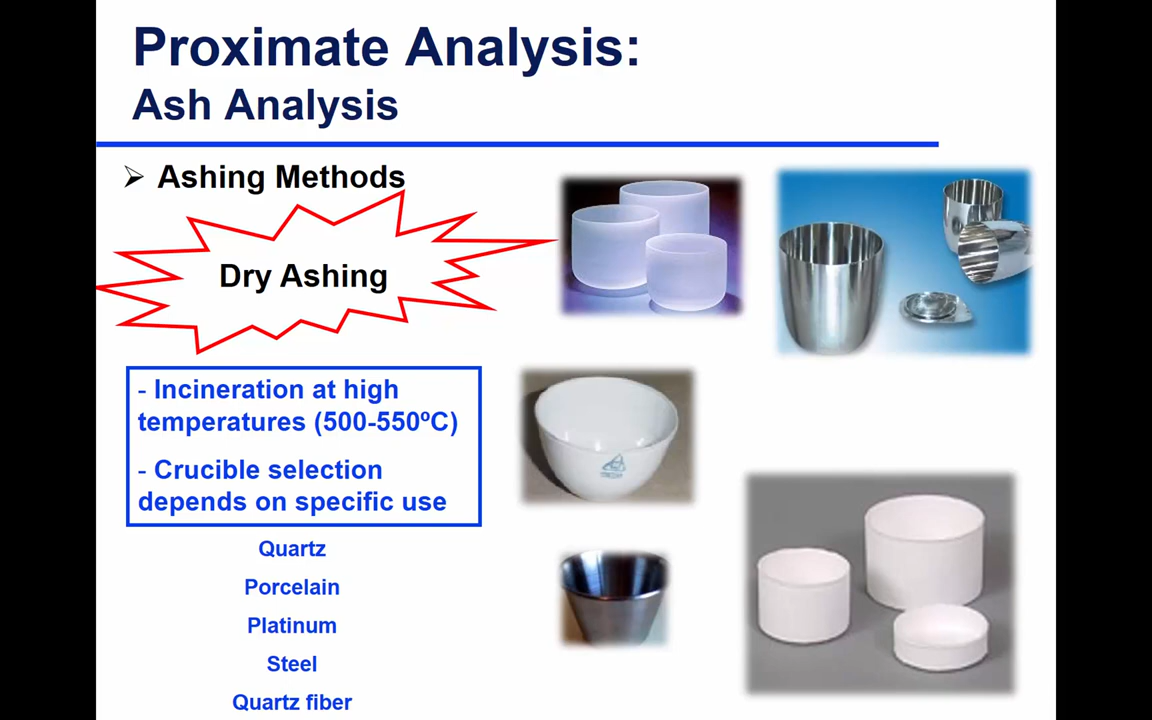 Proximate Analysis:
Ash Analysis
Ashing Methods
Dry Ashing
- Incineration at high
temperatures (500-550ºC)
- Crucible selection
depends on specific use
Quartz
Porcelain
Platinum
Steel
Quartz fiber